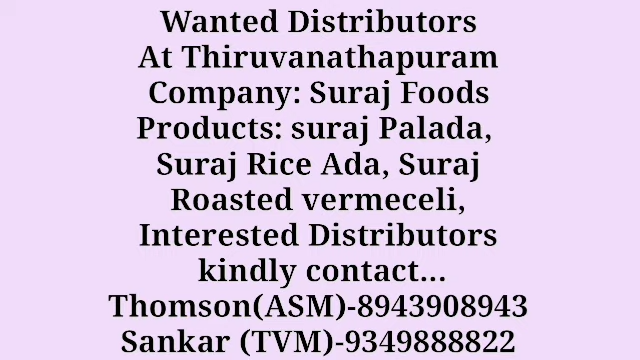 Wanted Distributors
At Thiruvanathapuram
Company: Suraj Foods
Products: suraj Palada,
Suraj Rice Ada, Suraj
Roasted vermeceli,
Interested Distributors
kindly contact...
Thomson(ASM)-8943908943
Sankar (TVM)-9349888822